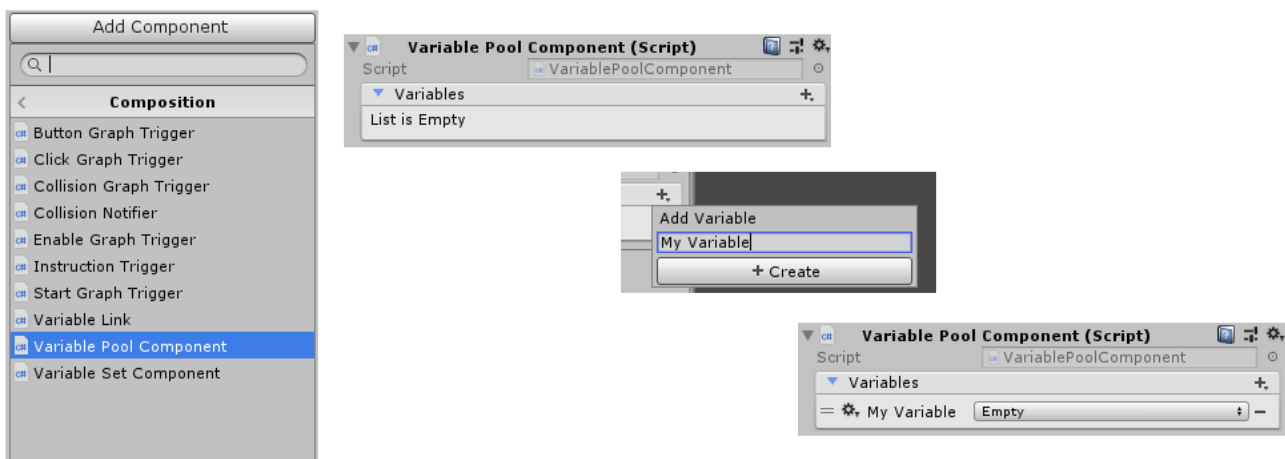 Add Component
Composition
Button Graph Trigger
Click Graph Trigger
Collision Graph Trigger
Collision Notifier
Enable Graph Trigger
Instruction Trigger
Start Graph Trigger
Variable Link
Variable Pool Component
Variable Set Component
Variable Pool Component (Script)
Script VariablePoolComponent
Variables
List is Empty
Add Variable
My Variable
+ Create
Variable Pool Component (Script)
Script VariablePoolComponent
Variables
My Variable Empty